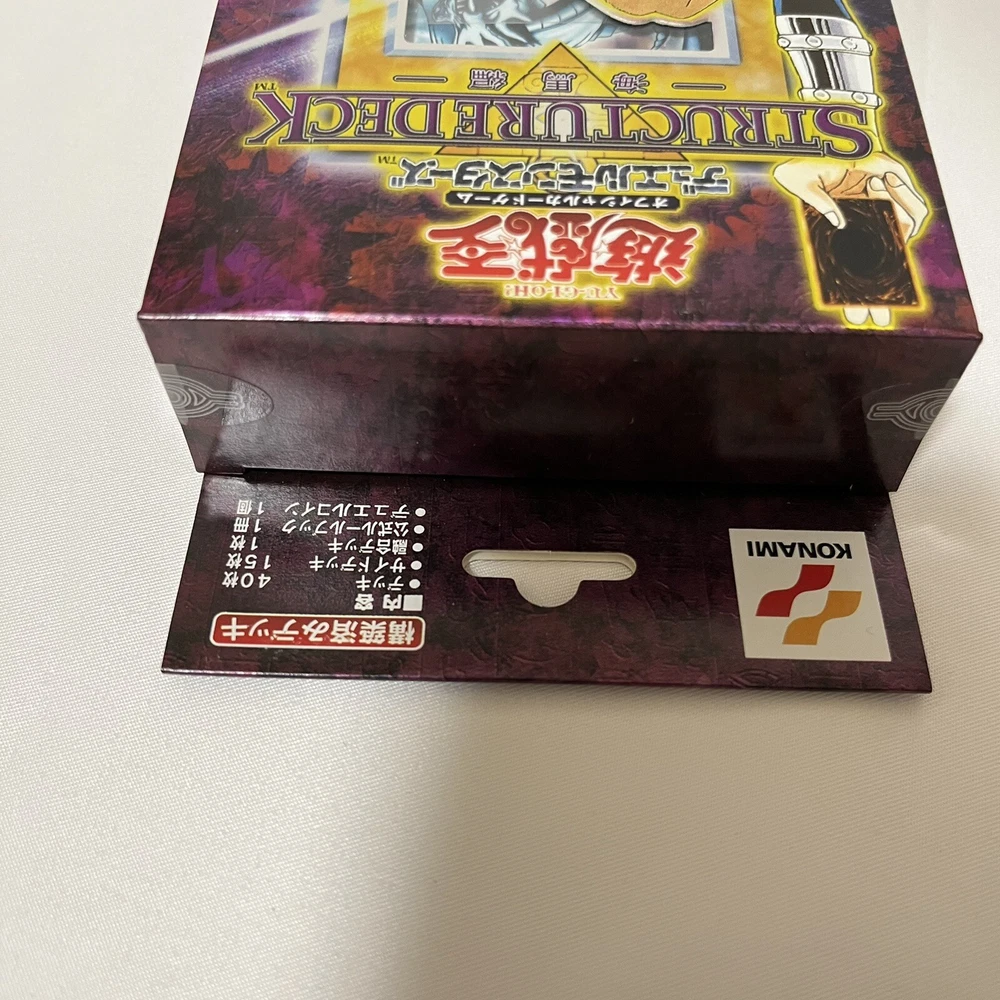 構築済みデッキ
■内容
●デッキ 40枚
●サイドデッキ 15枚
●融合デッキ 1枚
●公式ルールブック 1冊
●デュエルコイン 1個
KONAMI
YU-GI-OH!
遊戯王
オフィシャルカードゲーム
デュエルモンスターズ™
STRUCTURE DECK™
海馬編